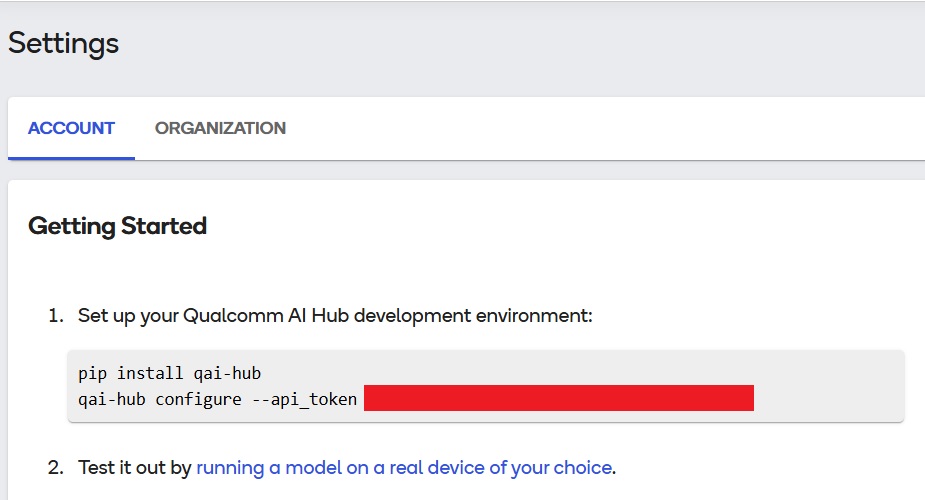 Settings
ACCOUNT ORGANIZATION
Getting Started
1. Set up your Qualcomm AI Hub development environment:
pip install qai-hub
qai-hub configure --api_token
2. Test it out by running a model on a real device of your choice.